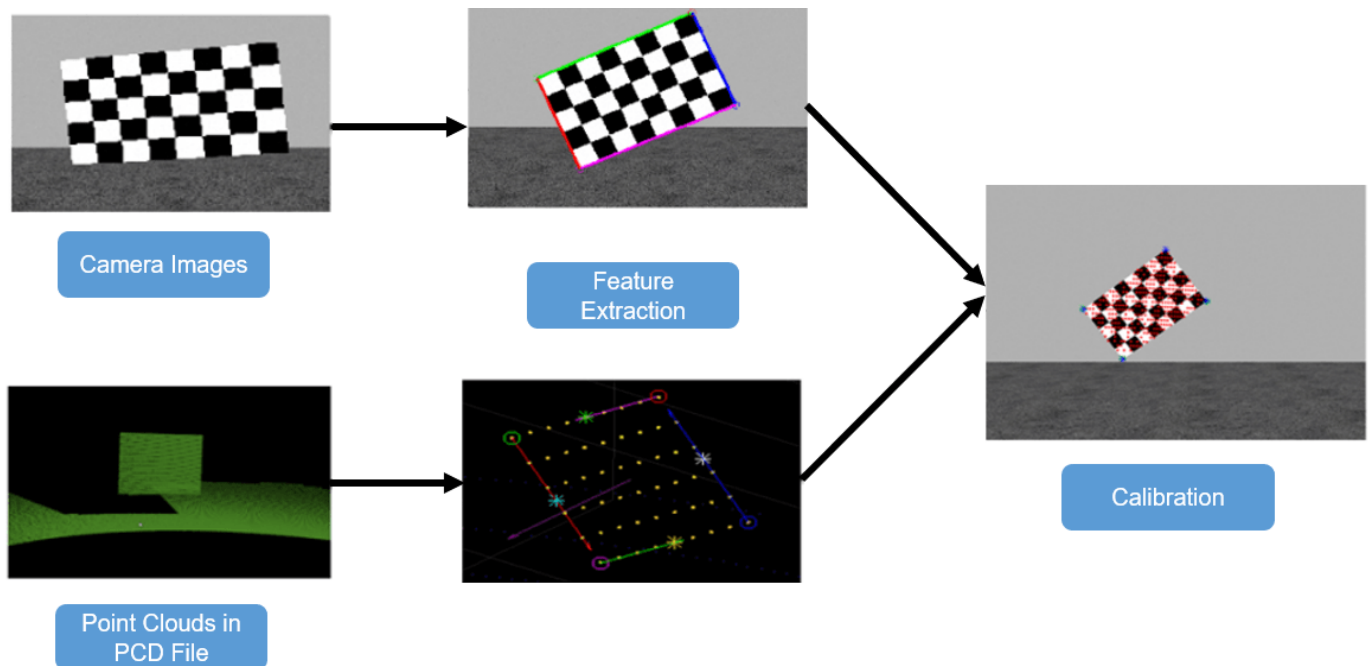 Camera Images
Feature
Extraction
Calibration
Point Clouds in
PCD File